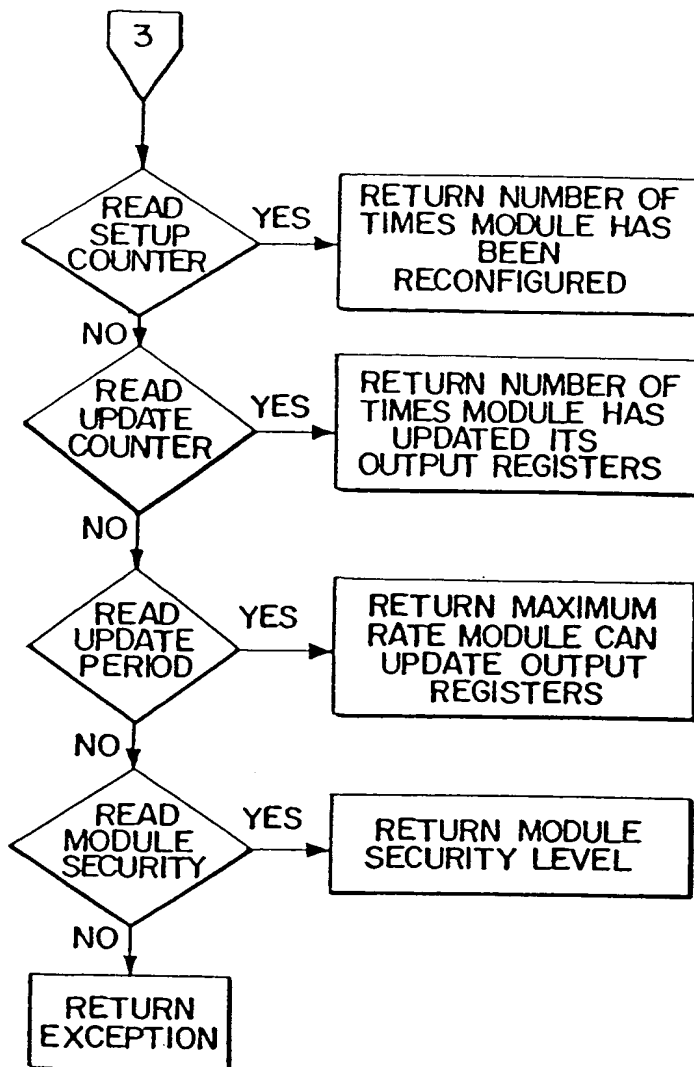 3
READ
SETUP
COUNTER
YES
RETURN NUMBER OF
TIMES MODULE HAS
BEEN
RECONFIGURED
NO
READ
UPDATE
COUNTER
YES
RETURN NUMBER OF
TIMES MODULE HAS
UPDATED ITS
OUTPUT REGISTERS
NO
READ
UPDATE
PERIOD
YES
RETURN MAXIMUM
RATE MODULE CAN
UPDATE OUTPUT
REGISTERS
NO
READ
MODULE
SECURITY
YES
RETURN MODULE
SECURITY LEVEL
NO
RETURN
EXCEPTION